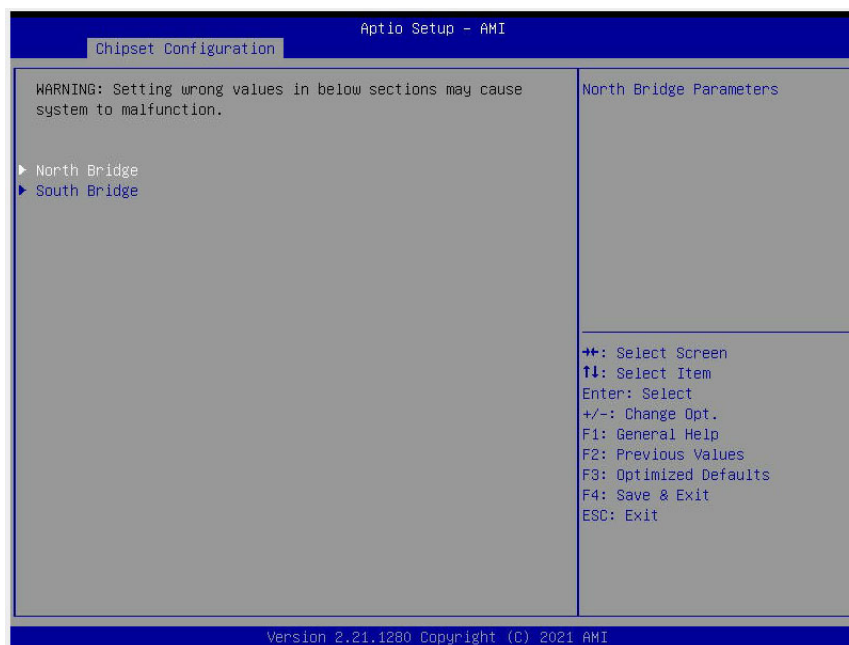 Aptio Setup – AMI
Chipset Configuration
WARNING: Setting wrong values in below sections may cause
system to malfunction.
North Bridge
South Bridge
North Bridge Parameters
→←: Select Screen
↑↓: Select Item
Enter: Select
+/-: Change Opt.
F1: General Help
F2: Previous Values
F3: Optimized Defaults
F4: Save & Exit
ESC: Exit
Version 2.21.1280 Copyright (C) 2021 AMI